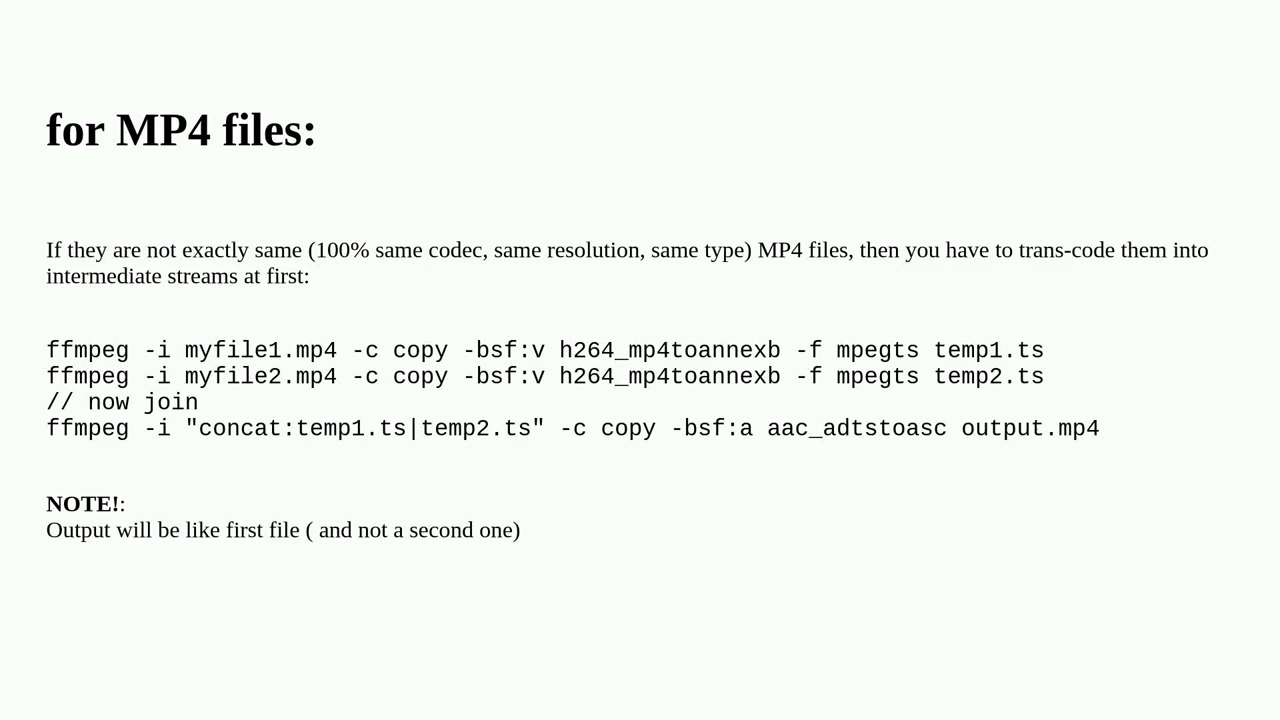 for MP4 files:
If they are not exactly same (100% same codec, same resolution, same type) MP4 files, then you have to trans-code them into
intermediate streams at first:
ffmpeg -i myfile1.mp4 -c copy -bsf:v h264_mp4toannexb -f mpegts temp1.ts
ffmpeg -i myfile2.mp4 -c copy -bsf:v h264_mp4toannexb -f mpegts temp2.ts
// now join
ffmpeg -i "concat:temp1.ts|temp2.ts" -c copy -bsf:a aac_adtstoasc output.mp4
NOTE!:
Output will be like first file ( and not a second one)